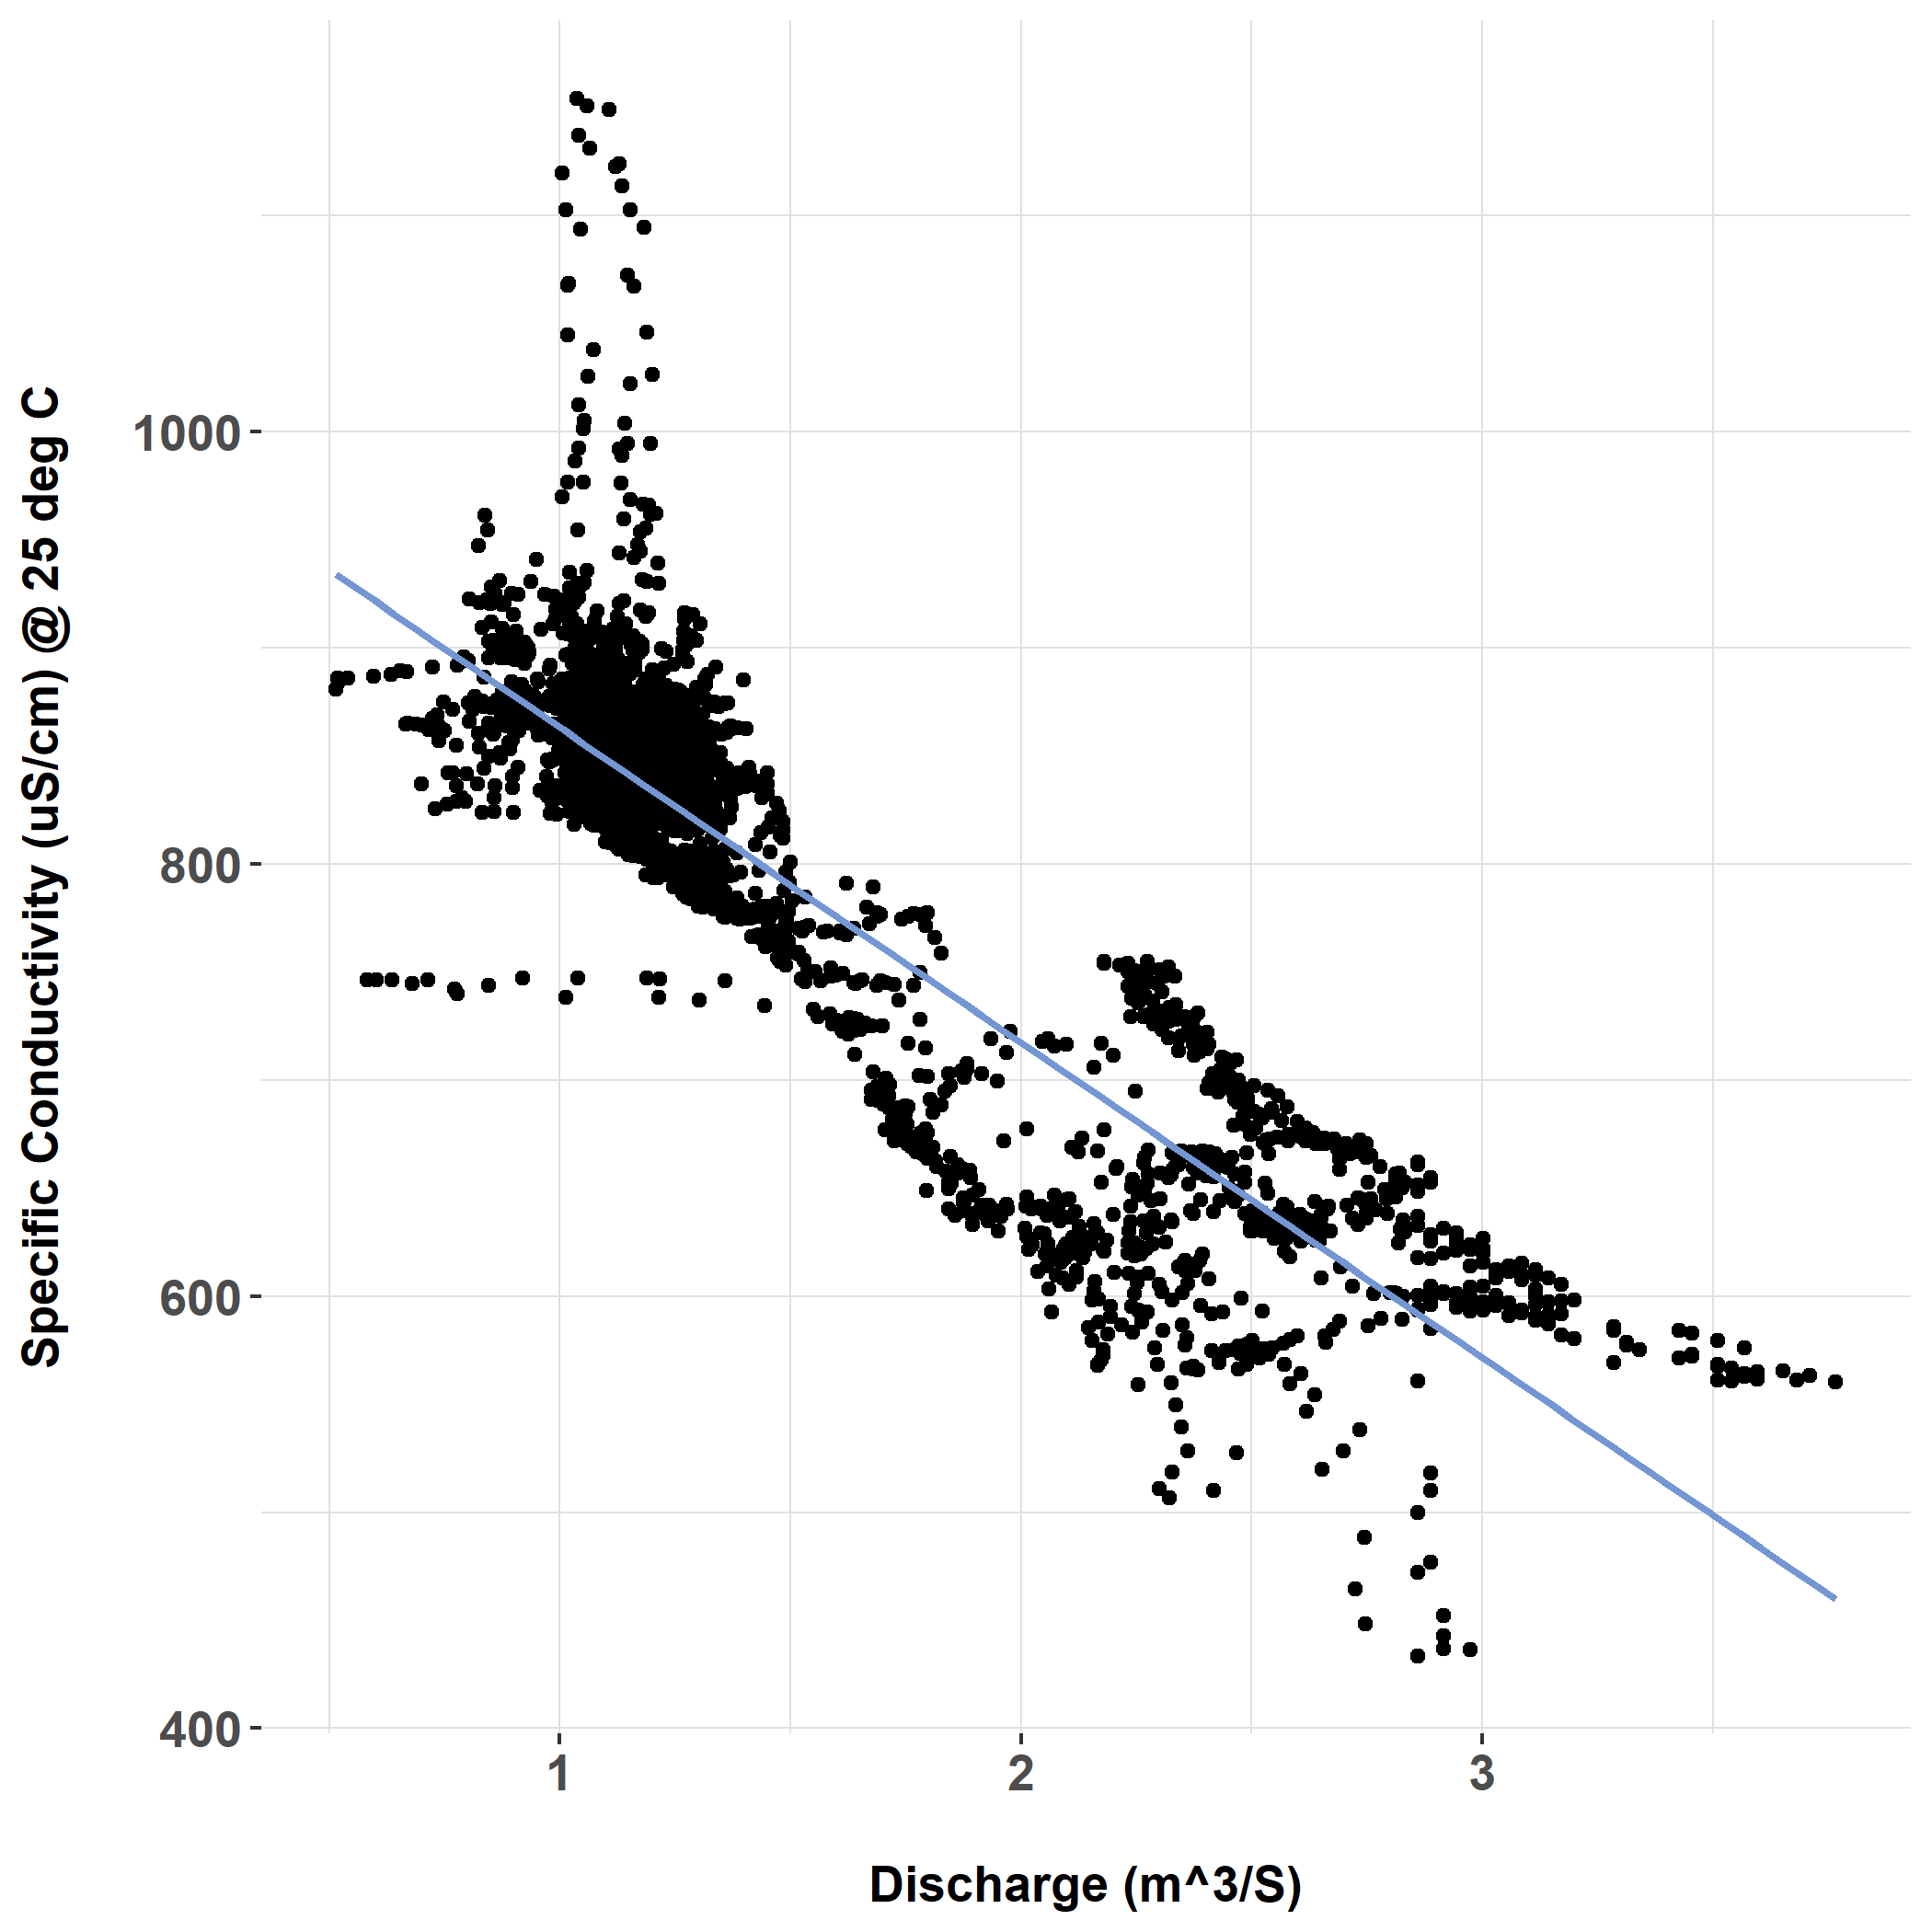 Specific Conductivity (uS/cm) @ 25 deg C
1000
800
600
400
1 2 3
Discharge (m^3/S)